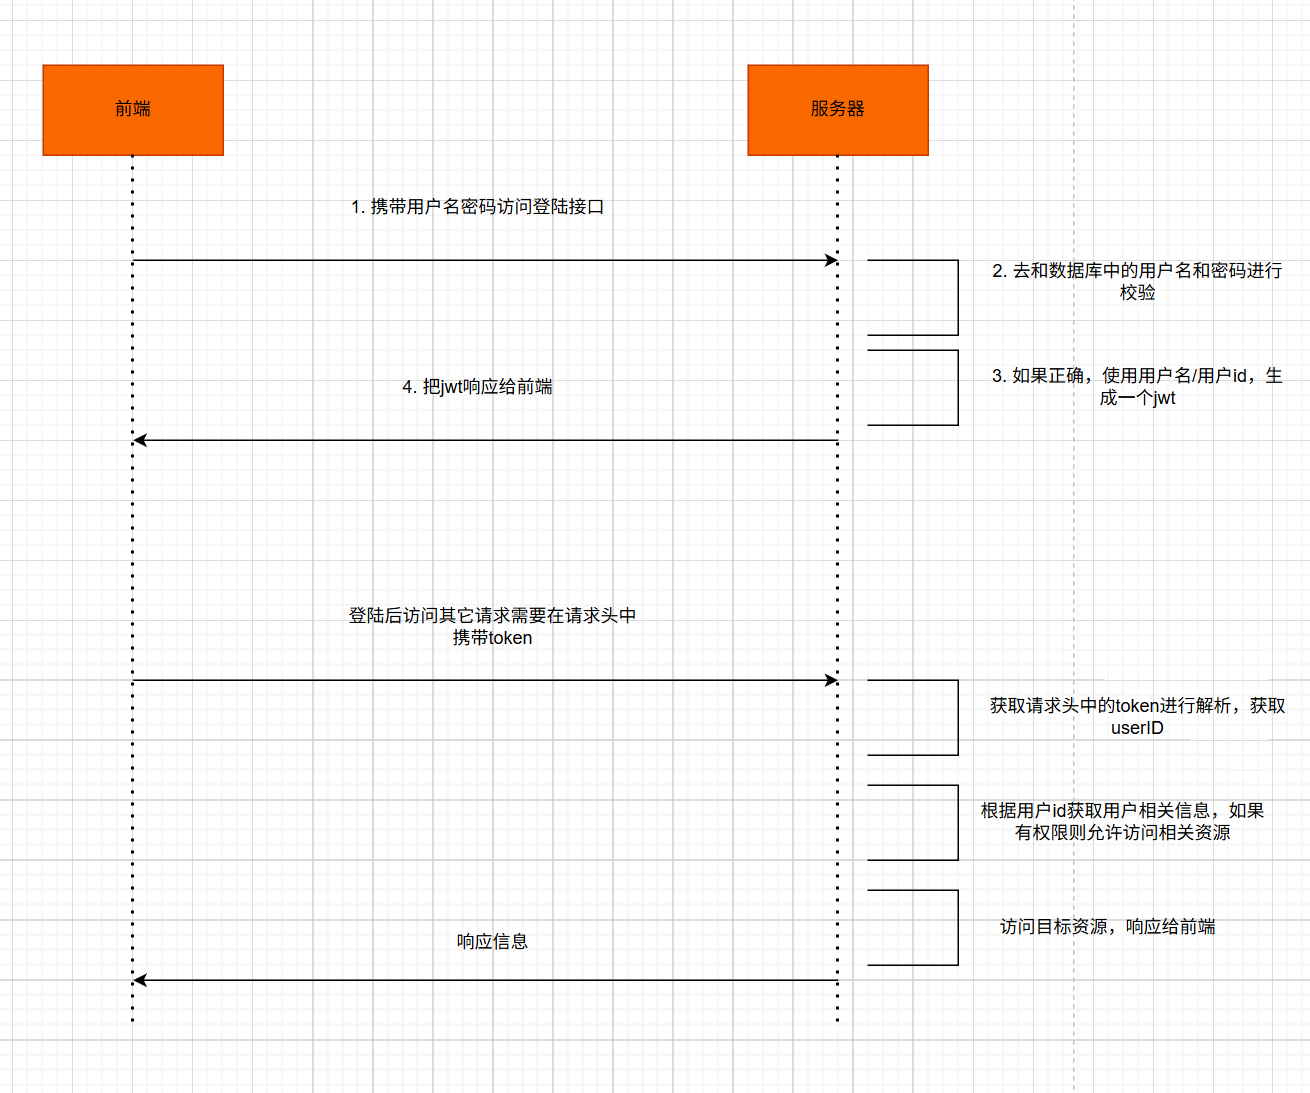 前端
服务器
1. 携带用户名密码访问登陆接口
2. 去和数据库中的用户名和密码进行
校验
3. 如果正确，使用用户名/用户id，生
成一个jwt
4. 把jwt响应给前端
登陆后访问其它请求需要在请求头中
携带token
获取请求头中的token进行解析，获取
userID
根据用户id获取用户相关信息，如果
有权限则允许访问相关资源
访问目标资源，响应给前端
响应信息